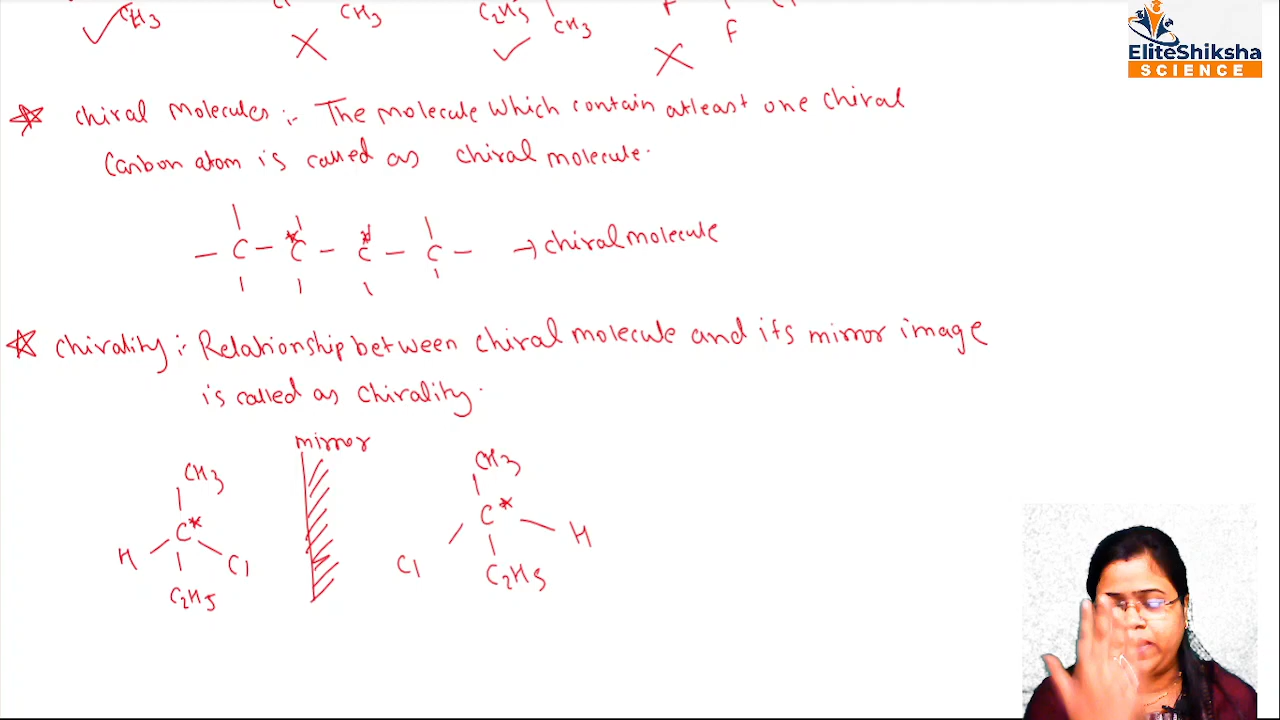 CH3 CH3 C2H5 CH3 F F
EliteShiksha
SCIENCE
chiral molecules :- The molecule which contain atleast one chiral
Carbon atom is called as chiral molecule.
- C - C* - C* - C - → chiral molecule
chirality :- Relationship between chiral molecule and its mirror image
is called as chirality.
mirror
CH3 CH3
C* C*
H Cl Cl H
C2H5 C2H5